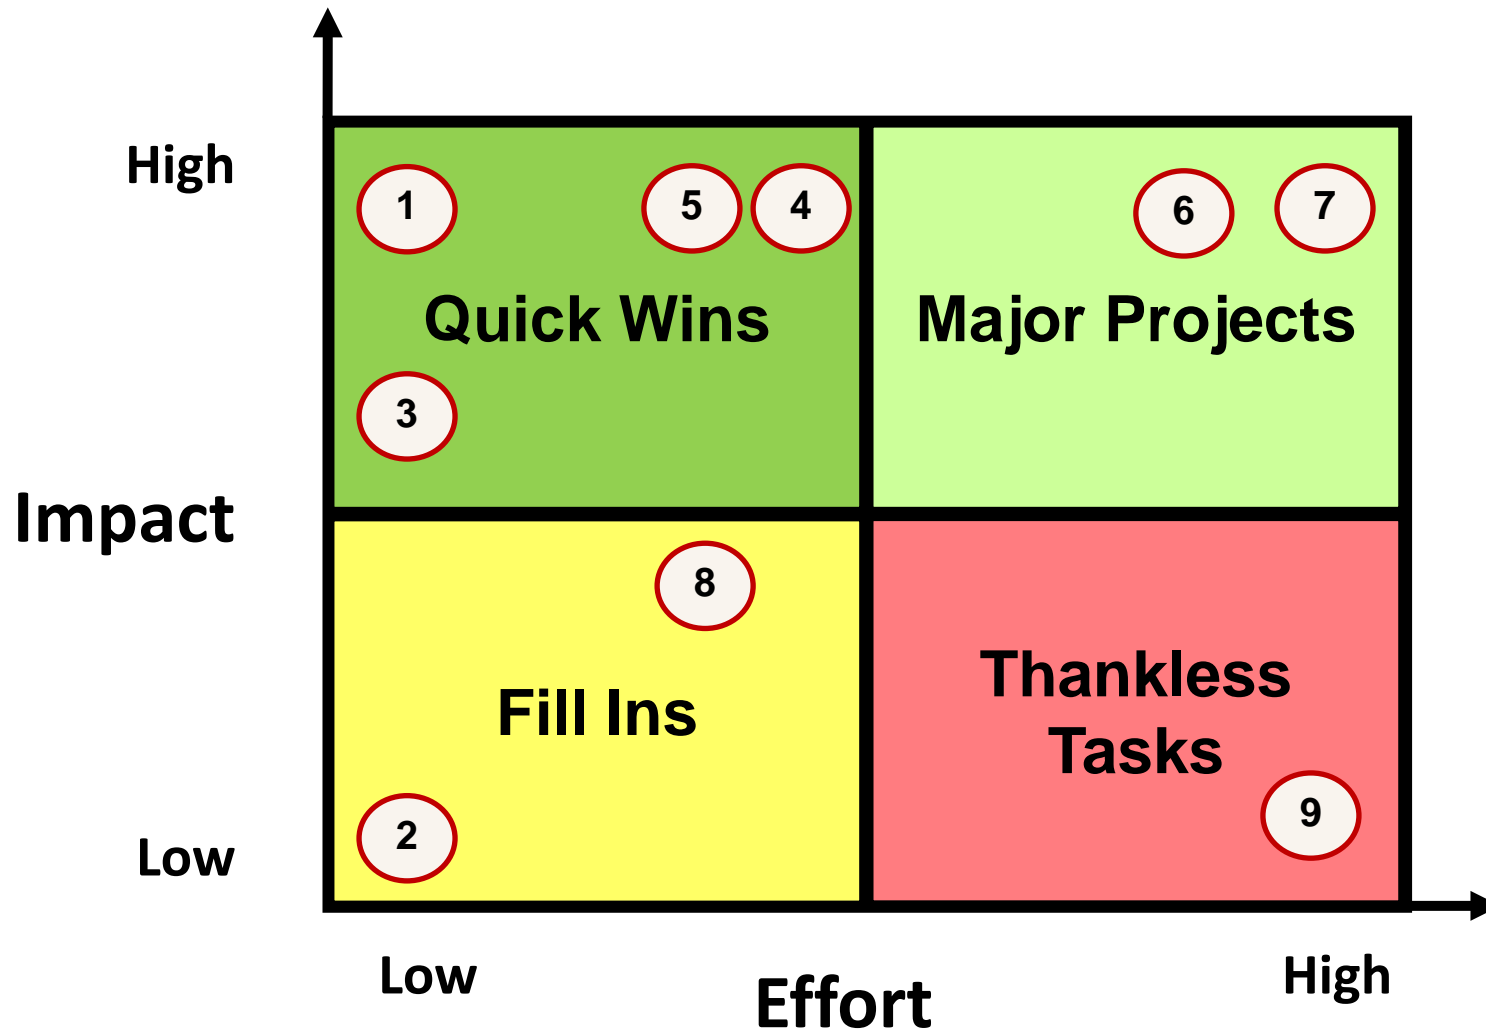 High
1
5
4
6
7
Quick Wins
Major Projects
3
Impact
8
Thankless
Tasks
Fill Ins
9
2
Low
Low
High
Effort